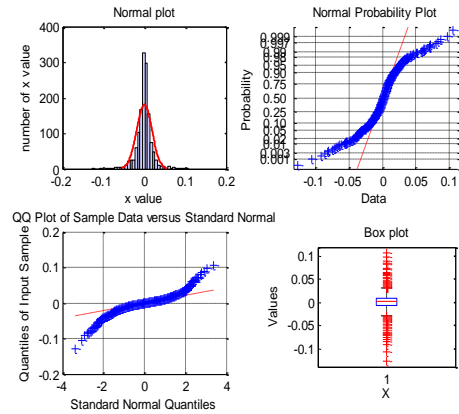 Normal plot
number of x value
400
300
200
100
0
-0.2 -0.1 0 0.1 0.2
x value
Normal Probability Plot
Probability
0.999
0.997
0.99
0.98
0.95
0.90
0.75
0.50
0.25
0.10
0.05
0.02
0.01
0.003
0.001
-0.1 -0.05 0 0.05 0.1
Data
QQ Plot of Sample Data versus Standard Normal
Quantiles of Input Sample
0.2
0.1
0
-0.1
-0.2
-4 -2 0 2 4
Standard Normal Quantiles
Box plot
Values
0.1
0.05
0
-0.05
-0.1
1
X